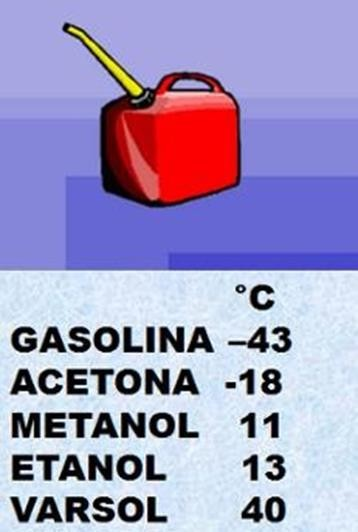 °C
GASOLINA –43
ACETONA -18
METANOL 11
ETANOL 13
VARSOL 40